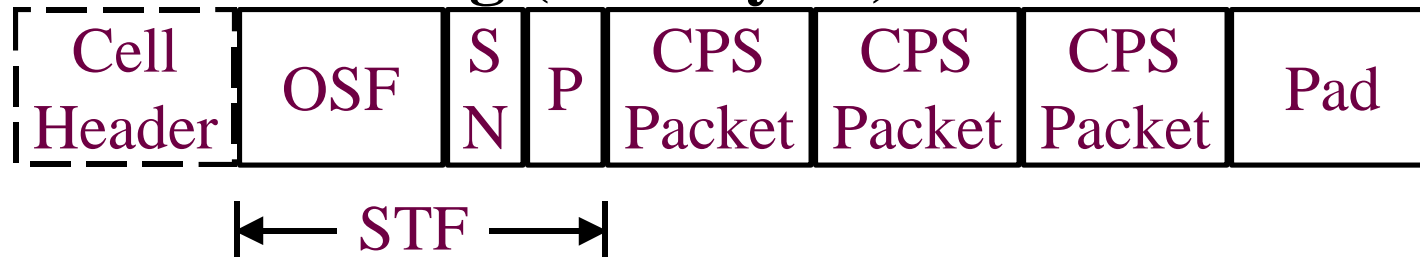 Cell Header
OSF
S N
P
CPS Packet
CPS Packet
CPS Packet
Pad
STF